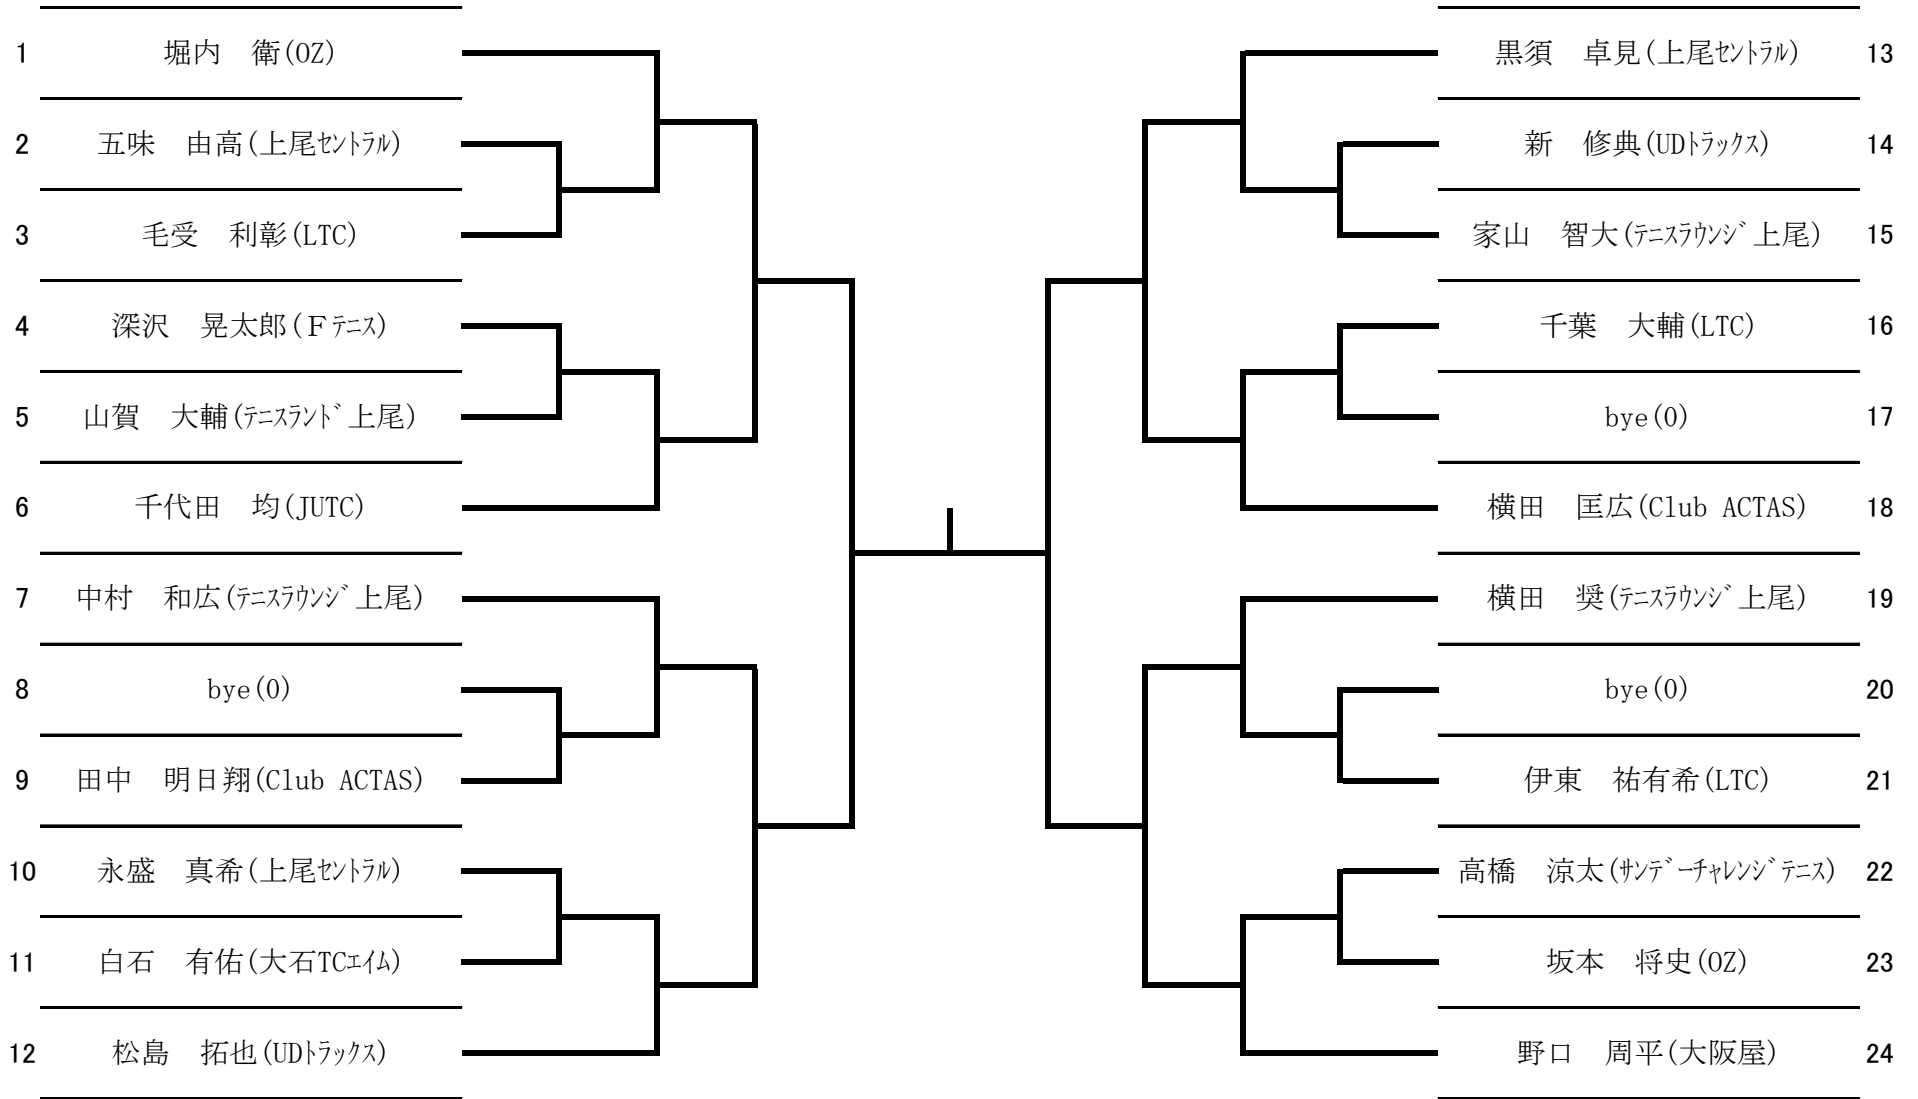 1 堀内 衛(OZ)
2 五味 由高(上尾ｾﾝﾄﾗﾙ)
3 毛受 利彰(LTC)
4 深沢 晃太郎(Ｆﾃﾆｽ)
5 山賀 大輔(ﾃﾆｽﾗﾝﾄﾞ上尾)
6 千代田 均(JUTC)
7 中村 和広(ﾃﾆｽﾗｳﾝｼﾞ上尾)
8 bye(0)
9 田中 明日翔(Club ACTAS)
10 永盛 真希(上尾ｾﾝﾄﾗﾙ)
11 白石 有佑(大石TCｴｲﾑ)
12 松島 拓也(UDﾄﾗｯｸｽ)
黒須 卓見(上尾ｾﾝﾄﾗﾙ) 13
新 修典(UDﾄﾗｯｸｽ) 14
家山 智大(ﾃﾆｽﾗｳﾝｼﾞ上尾) 15
千葉 大輔(LTC) 16
bye(0) 17
横田 匡広(Club ACTAS) 18
横田 奨(ﾃﾆｽﾗｳﾝｼﾞ上尾) 19
bye(0) 20
伊東 祐有希(LTC) 21
高橋 涼太(ｻﾝﾃﾞｰﾁｬﾚﾝｼﾞﾃﾆｽ) 22
坂本 将史(OZ) 23
野口 周平(大阪屋) 24